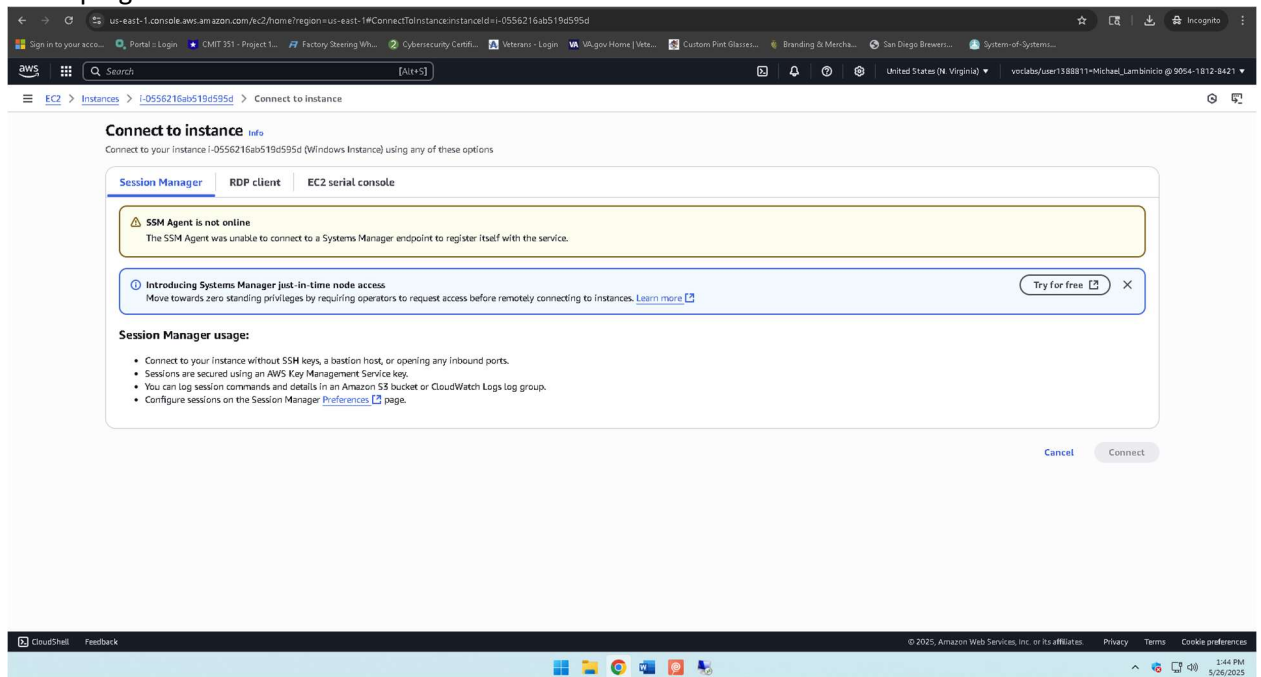 us-east-1.console.aws.amazon.com/ec2/home?region=us-east-1#ConnectToInstance:instanceId=i-0556216ab519d595d
Incognito
Sign in to your acco... Portal :: Login CMIT 351 - Project 1... Factory Steering Wh... Cybersecurity Certifi... Veterans - Login VA.gov Home | Vete... Custom Pint Glasses... Branding & Mercha... San Diego Brewers... System-of-Systems...
aws Search [Alt+S] United States (N. Virginia) voclabs/user1388811=Michael_Lambinicio @ 9054-1812-8421
EC2 > Instances > i-0556216ab519d595d > Connect to instance
Connect to instance Info
Connect to your instance i-0556216ab519d595d (Windows Instance) using any of these options
Session Manager RDP client EC2 serial console
SSM Agent is not online
The SSM Agent was unable to connect to a Systems Manager endpoint to register itself with the service.
Introducing Systems Manager just-in-time node access
Move towards zero standing privileges by requiring operators to request access before remotely connecting to instances. Learn more
Try for free
Session Manager usage:
• Connect to your instance without SSH keys, a bastion host, or opening any inbound ports.
• Sessions are secured using an AWS Key Management Service key.
• You can log session commands and details in an Amazon S3 bucket or CloudWatch Logs log group.
• Configure sessions on the Session Manager Preferences page.
Cancel Connect
CloudShell Feedback © 2025, Amazon Web Services, Inc. or its affiliates. Privacy Terms Cookie preferences
1:44 PM
5/26/2025